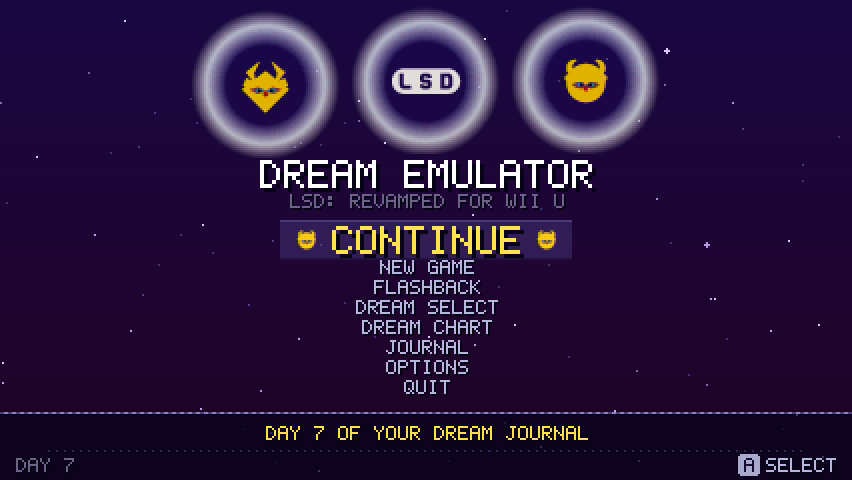 LSD
DREAM EMULATOR
LSD: REVAMPED FOR WII U
CONTINUE
NEW GAME
FLASHBACK
DREAM SELECT
DREAM CHART
JOURNAL
OPTIONS
QUIT
DAY 7 OF YOUR DREAM JOURNAL
DAY 7
A SELECT